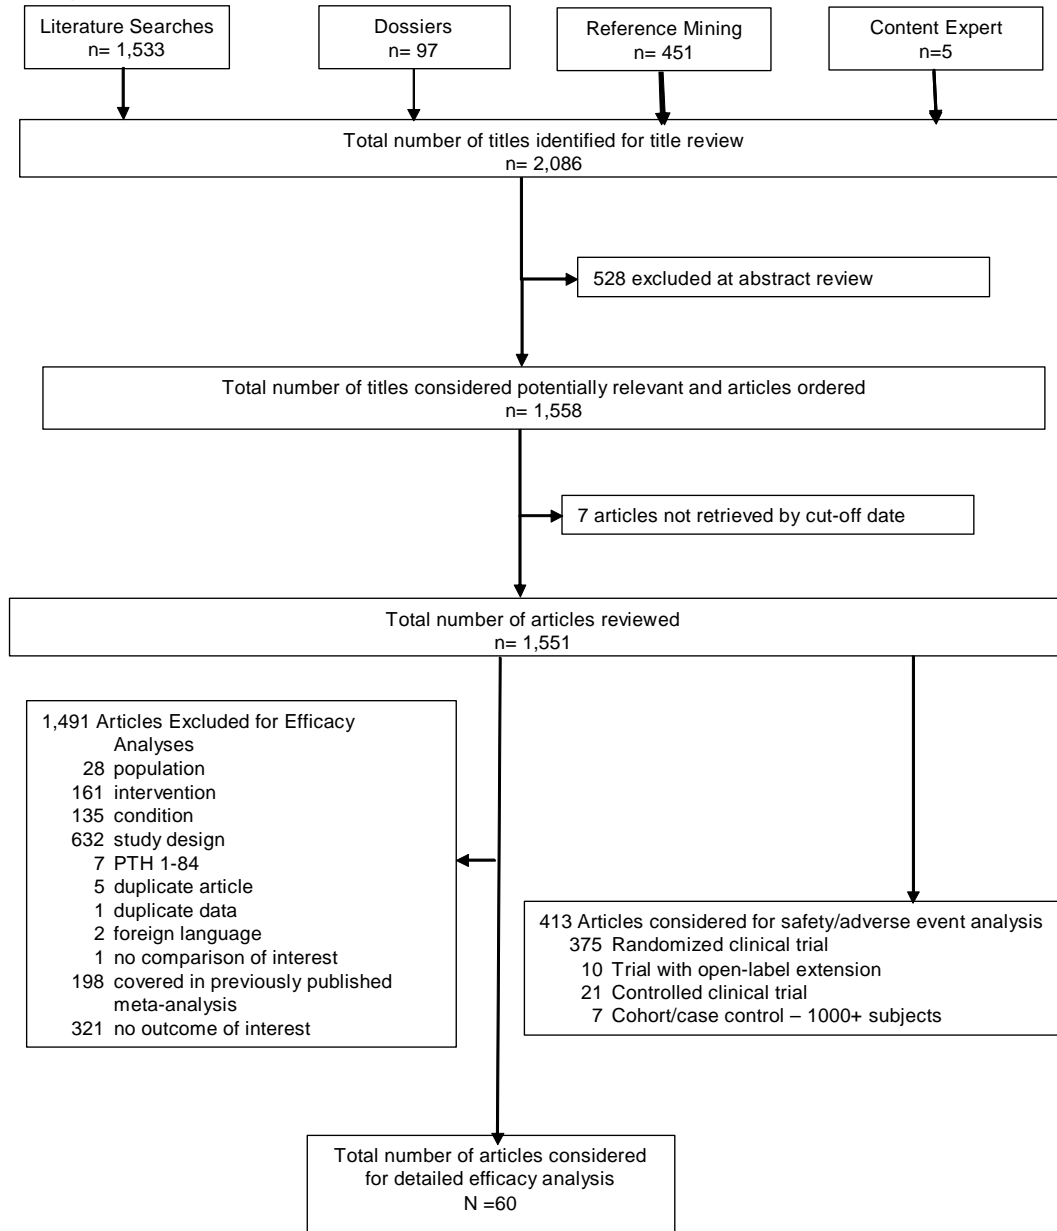 Literature Searches
n= 1,533
Dossiers
n= 97
Reference Mining
n= 451
Content Expert
n=5
Total number of titles identified for title review
n= 2,086
528 excluded at abstract review
Total number of titles considered potentially relevant and articles ordered
n= 1,558
7 articles not retrieved by cut-off date
Total number of articles reviewed
n= 1,551
1,491 Articles Excluded for Efficacy
Analyses
28 population
161 intervention
135 condition
632 study design
7 PTH 1-84
5 duplicate article
1 duplicate data
2 foreign language
1 no comparison of interest
198 covered in previously published
meta-analysis
321 no outcome of interest
413 Articles considered for safety/adverse event analysis
375 Randomized clinical trial
10 Trial with open-label extension
21 Controlled clinical trial
7 Cohort/case control – 1000+ subjects
Total number of articles considered
for detailed efficacy analysis
N =60